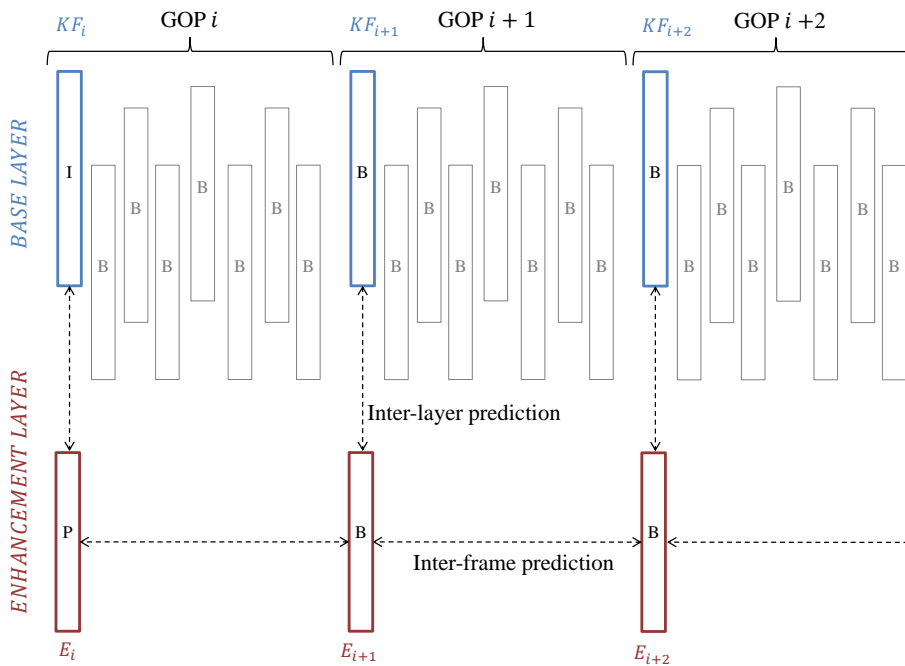 KF_i GOP i KF_{i+1} GOP i + 1 KF_{i+2} GOP i +2
BASE LAYER
I B B B B B B B
B B B B B B B B
B B B B B B B B
Inter-layer prediction
ENHANCEMENT LAYER
P B B
Inter-frame prediction
E_i E_{i+1} E_{i+2}